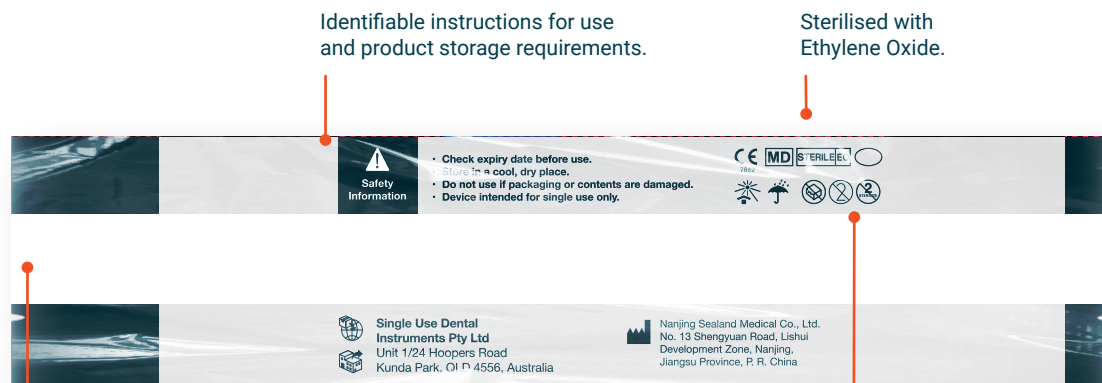 Identifiable instructions for use
and product storage requirements.
Sterilised with
Ethylene Oxide.
Safety
Information
• Check expiry date before use.
• Store in a cool, dry place.
• Do not use if packaging or contents are damaged.
• Device intended for single use only.
CE MD STERILE EO
2862
2
Single Use Dental
Instruments Pty Ltd
Unit 1/24 Hoopers Road
Kunda Park, QLD 4556, Australia
Nanjing Sealand Medical Co., Ltd.
No. 13 Shengyuan Road, Lishui
Development Zone, Nanjing,
Jiangsu Province, P. R. China